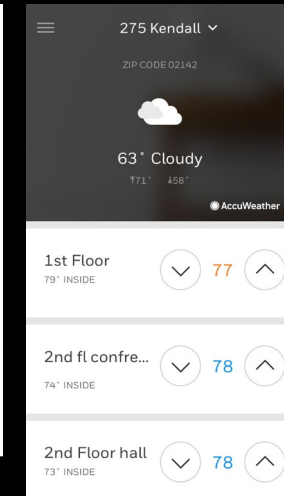 275 Kendall
ZIP CODE 02142
63° Cloudy
71° 58°
AccuWeather
1st Floor
77
79° INSIDE
2nd fl confre...
78
74° INSIDE
2nd Floor hall
78
73° INSIDE